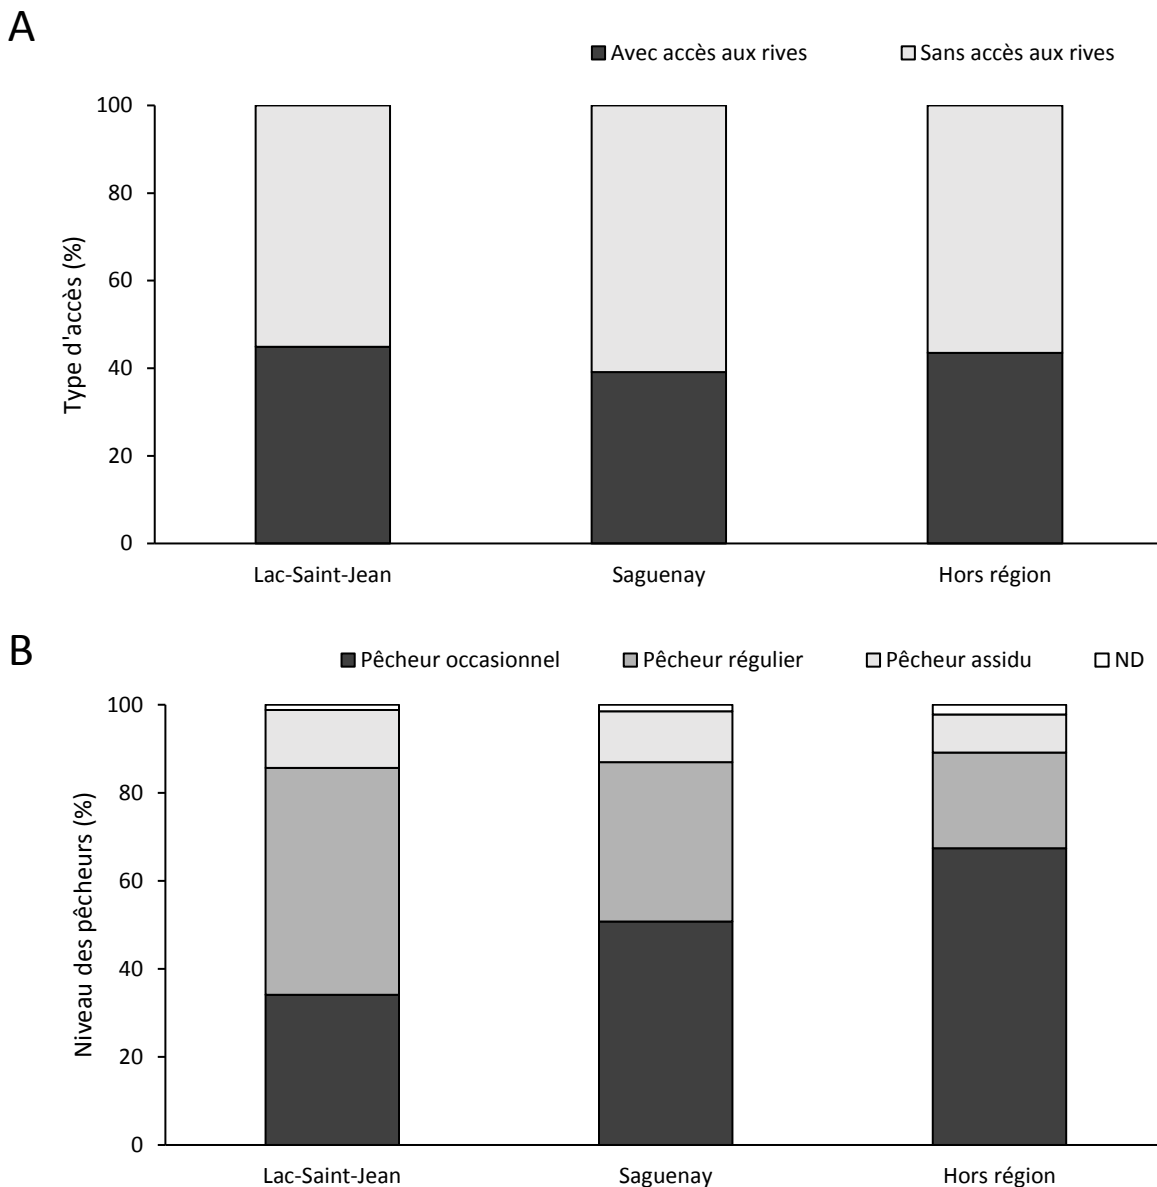 A
Avec accès aux rives
Sans accès aux rives
Type d'accès (%)
100
80
60
40
20
0
Lac-Saint-Jean
Saguenay
Hors région
B
Pêcheur occasionnel
Pêcheur régulier
Pêcheur assidu
ND
Niveau des pêcheurs (%)
100
80
60
40
20
0
Lac-Saint-Jean
Saguenay
Hors région